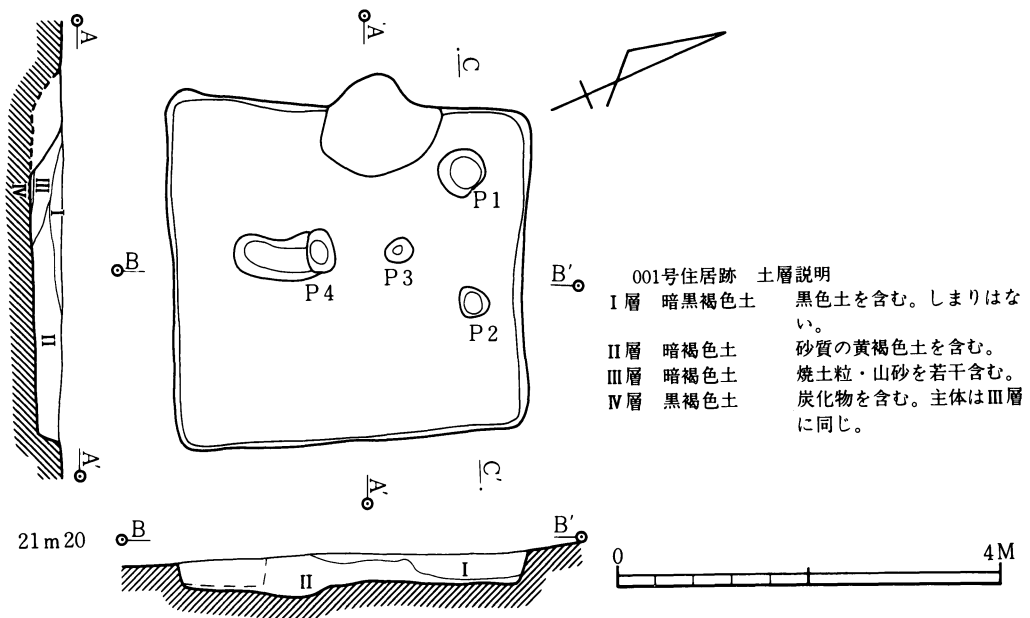 A
A'
C
P1
P3
P4
P2
B
B'
I
III
IV
II
A'
A'
C'
001号住居跡 土層説明
I層 暗黒褐色土 黒色土を含む。しまりはな
い。
II層 暗褐色土 砂質の黄褐色土を含む。
III層 暗褐色土 焼土粒・山砂を若干含む。
IV層 黒褐色土 炭化物を含む。主体はIII層
に同じ。
21m20
B
B'
II
I
0
4M